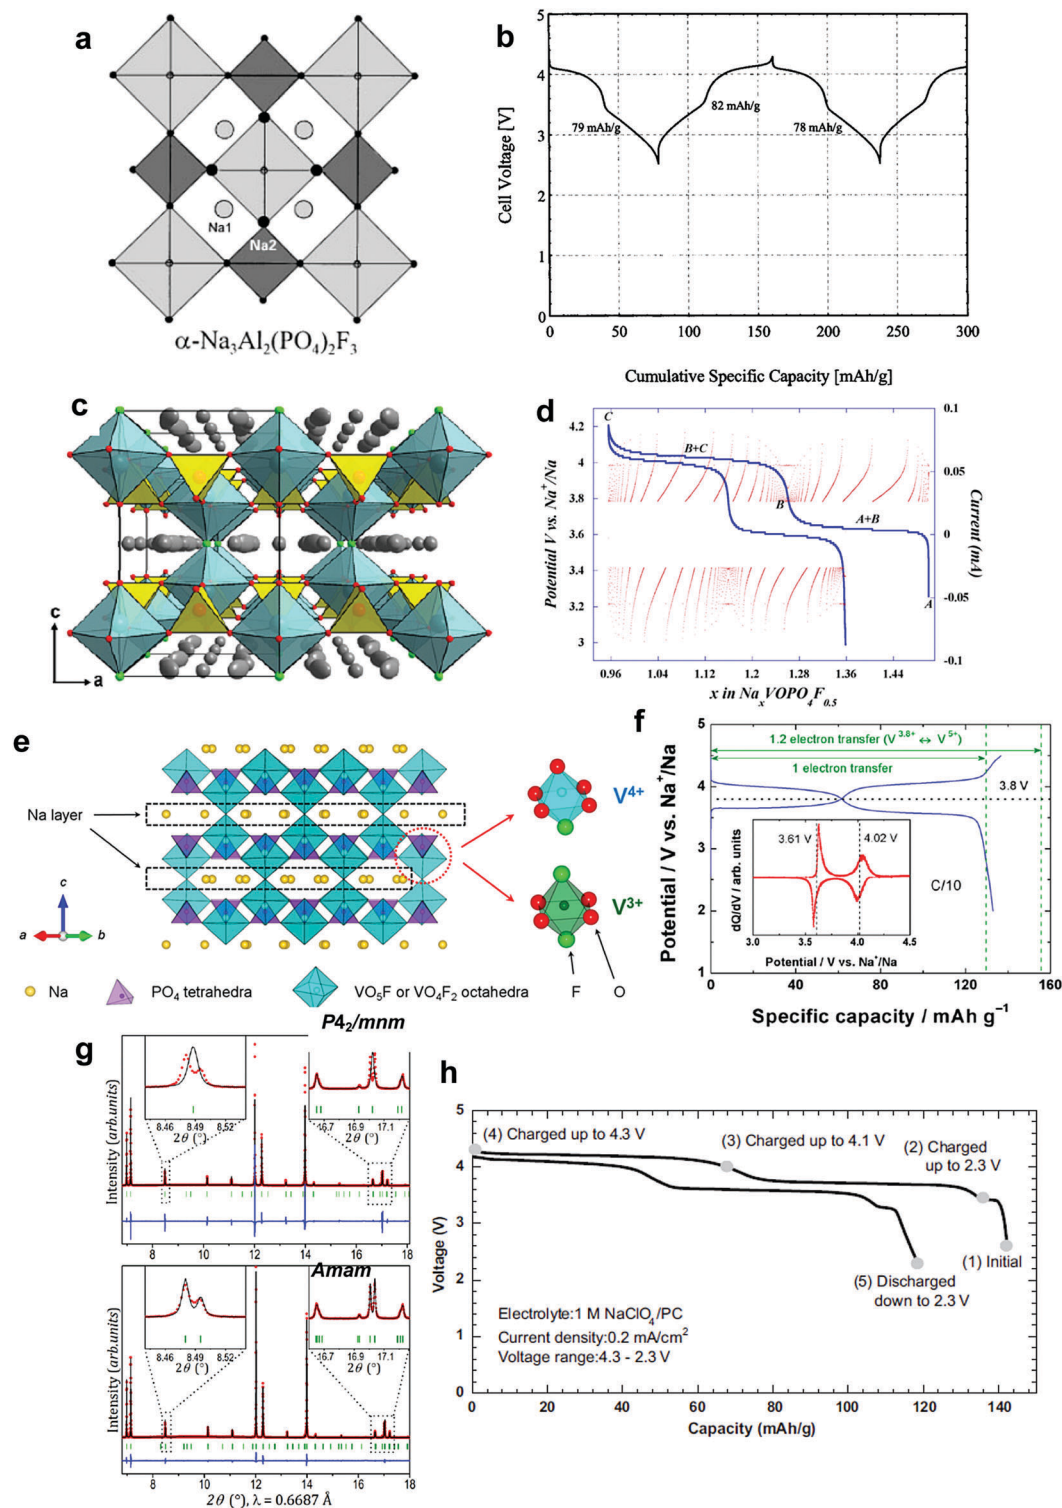 a
Na1
Na2
α-Na₃Al₂(PO₄)₂F₃
b
Cell Voltage [V]
5
4
3
2
1
0
79 mAh/g
82 mAh/g
78 mAh/g
0 50 100 150 200 250 300
Cumulative Specific Capacity [mAh/g]
c
c
a
d
Potential V vs. Na⁺/Na
4.2
4
3.8
3.6
3.4
3.2
3
C
B+C
B
A+B
A
0.1
0.05
0
-0.05
-0.1
Current (mA)
0.96 1.04 1.12 1.20 1.28 1.36 1.44
x in NaₓVOPO₄F₀.₅
e
Na layer
V⁴⁺
V³⁺
c
a
b
F
O
Na
PO₄ tetrahedra
VO₅F or VO₄F₂ octahedra
f
Potential / V vs. Na⁺/Na
5
4
3
2
1
1.2 electron transfer (V³·⁸⁺ ↔ V⁵⁺)
1 electron transfer
3.8 V
3.61 V
4.02 V
dQ/dV / arb. units
3.0 3.5 4.0 4.5
Potential / V vs. Na⁺/Na
C/10
0 40 80 120 160
Specific capacity / mAh g⁻¹
g
P4₂/mnm
Intensity (arb.units)
8.46 8.49 8.52
2θ (°)
16.7 16.9 17.1
2θ (°)
8 10 12 14 16 18
Amam
Intensity (arb.units)
8.46 8.49 8.52
2θ (°)
16.7 16.9 17.1
2θ (°)
8 10 12 14 16 18
2θ (°), λ = 0.6687 Å
h
Voltage (V)
5
4
3
2
1
0
(4) Charged up to 4.3 V
(3) Charged up to 4.1 V
(2) Charged
up to 2.3 V
(1) Initial
(5) Discharged
down to 2.3 V
Electrolyte:1 M NaClO₄/PC
Current density:0.2 mA/cm²
Voltage range:4.3 - 2.3 V
0 20 40 60 80 100 120 140
Capacity (mAh/g)